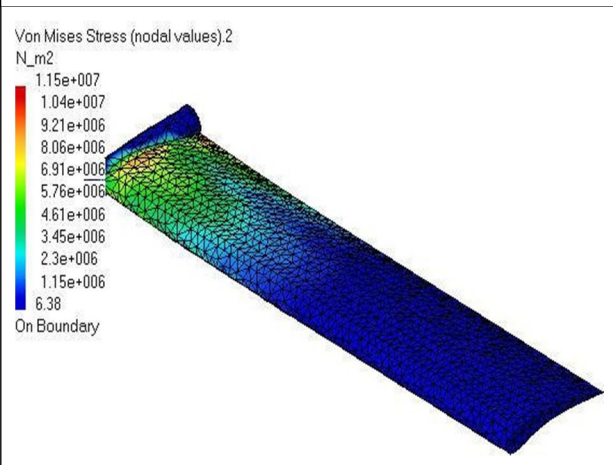 Von Mises Stress (nodal values).2
N_m2
1.15e+007
1.04e+007
9.21e+006
8.06e+006
6.91e+006
5.76e+006
4.61e+006
3.45e+006
2.3e+006
1.15e+006
6.38
On Boundary